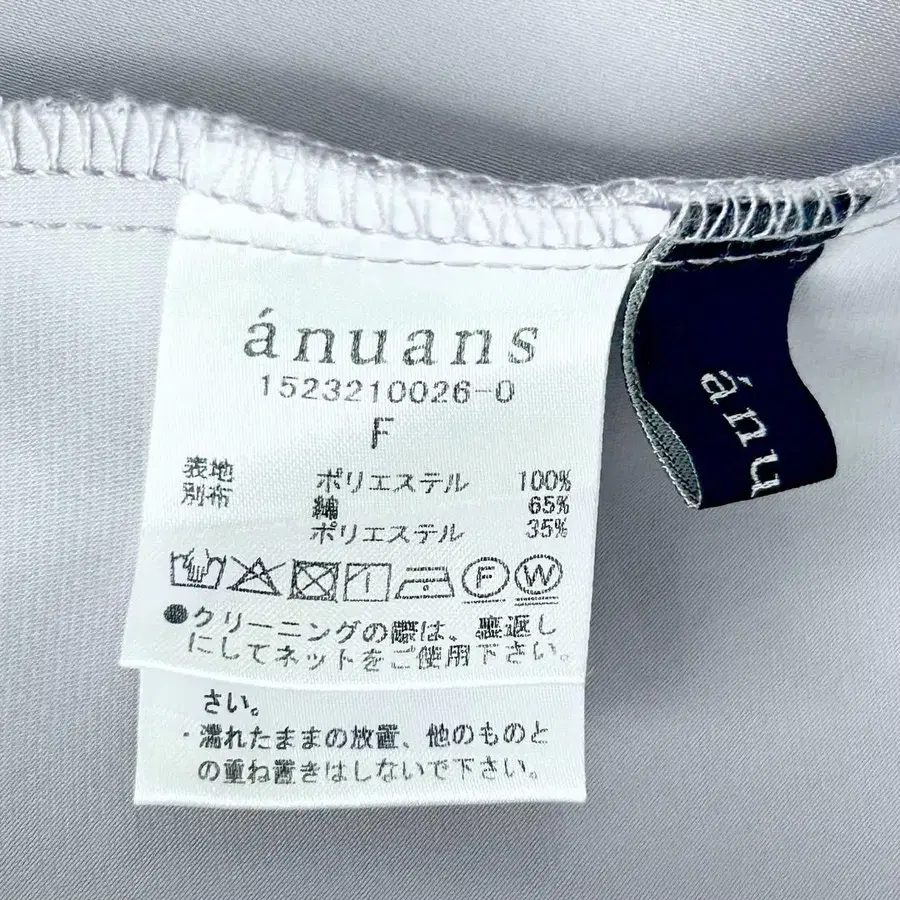 ánuans
1523210026-0
F
表地 ポリエステル 100%
別布 綿 65%
ポリエステル 35%
F W
●クリーニングの際は、裏返し
にしてネットをご使用下さい。
さい。
・濡れたままの放置、他のものと
の重ね置きはしないで下さい。
ánu